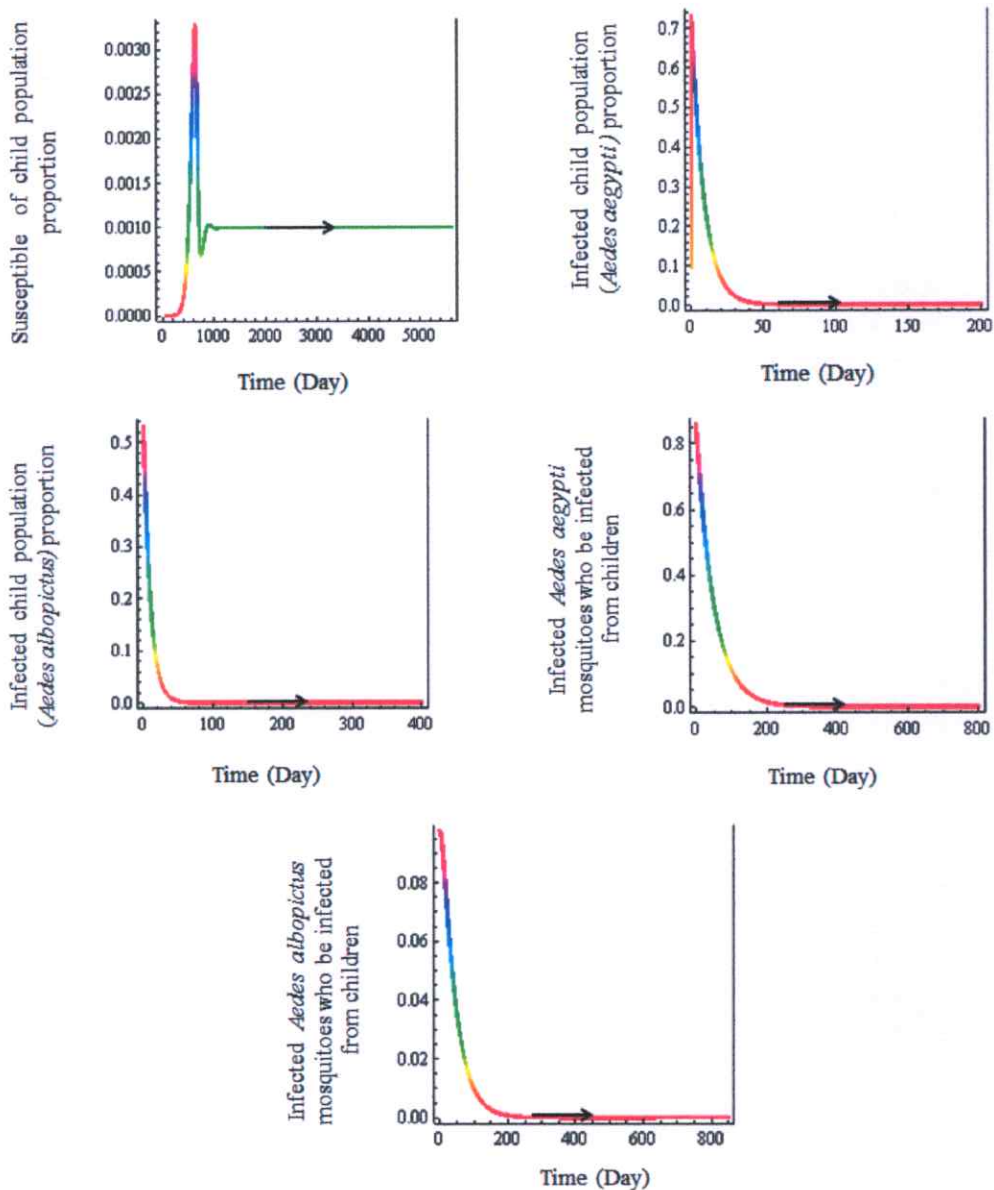 Susceptible of child population
proportion
0.0030
0.0025
0.0020
0.0015
0.0010
0.0005
0.0000
0 1000 2000 3000 4000 5000
Time (Day)
Infected child population
(Aedes aegypti) proportion
0.7
0.6
0.5
0.4
0.3
0.2
0.1
0.0
0 50 100 150 200
Time (Day)
Infected child population
(Aedes albopictus) proportion
0.5
0.4
0.3
0.2
0.1
0.0
0 100 200 300 400
Time (Day)
Infected Aedes aegypti
mosquitoes who be infected
from children
0.8
0.6
0.4
0.2
0.0
0 200 400 600 800
Time (Day)
Infected Aedes albopictus
mosquitoes who be infected
from children
0.08
0.06
0.04
0.02
0.00
0 200 400 600 800
Time (Day)